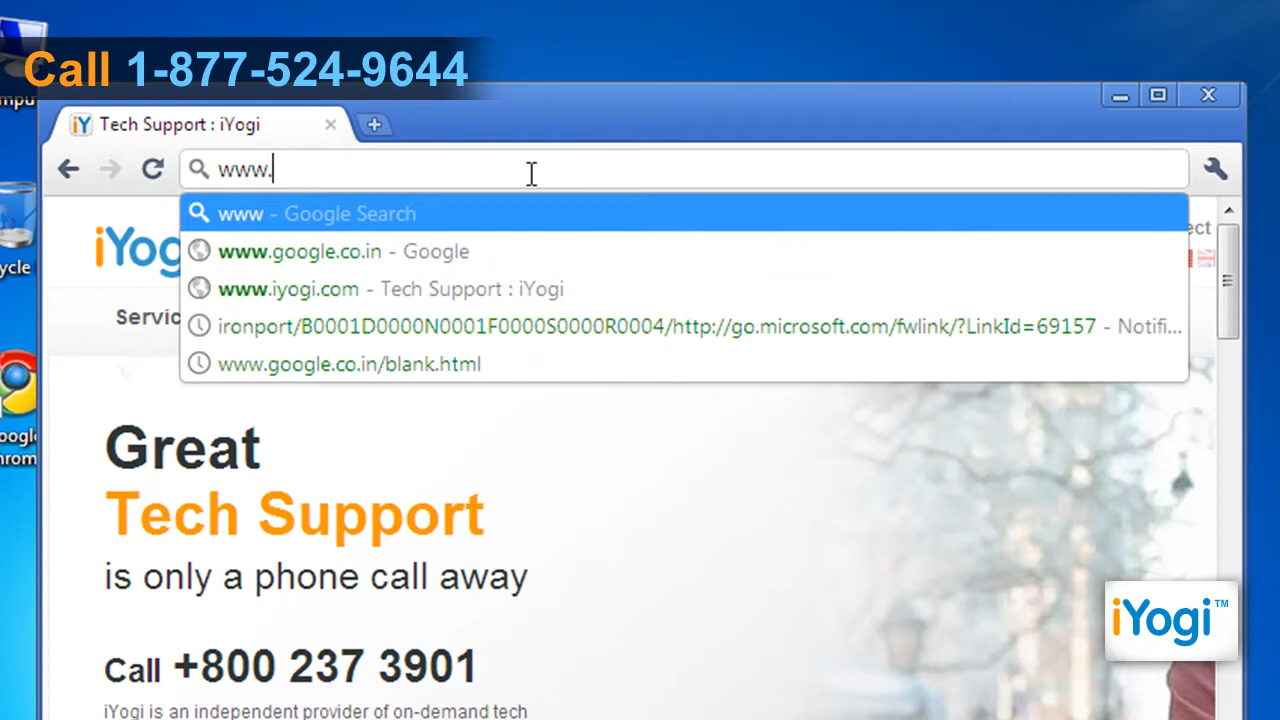 Call 1-877-524-9644
Tech Support : iYogi
www.
www - Google Search
www.google.co.in - Google
www.iyogi.com - Tech Support : iYogi
ironport/B0001D0000N0001F0000S0000R0004/http://go.microsoft.com/fwlink/?LinkId=69157 - Notifi...
www.google.co.in/blank.html
iYog
Servic
Great
Tech Support
is only a phone call away
Call +800 237 3901
iYogi is an independent provider of on-demand tech
iYogi™